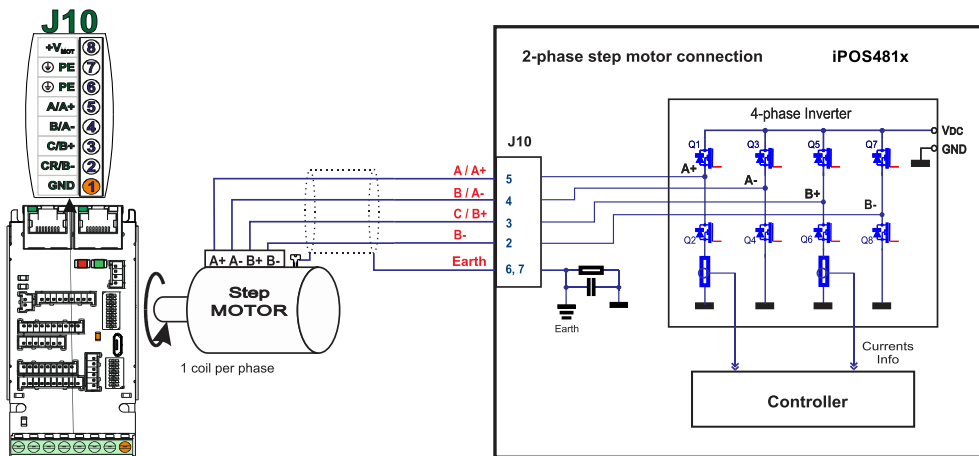 J10
+VMOT 8
PE 7
PE 6
A/A+ 5
B/A- 4
C/B+ 3
CR/B- 2
GND 1
2-phase step motor connection iPOS481x
4-phase Inverter
J10
VDC
GND
Q1 Q3 Q5 Q7
A+ A- B+ B-
Q2 Q4 Q6 Q8
A / A+ 5
B / A- 4
C / B+ 3
B- 2
Earth 6, 7
A+ A- B+ B-
Step
MOTOR
1 coil per phase
Earth
Currents
Info
Controller